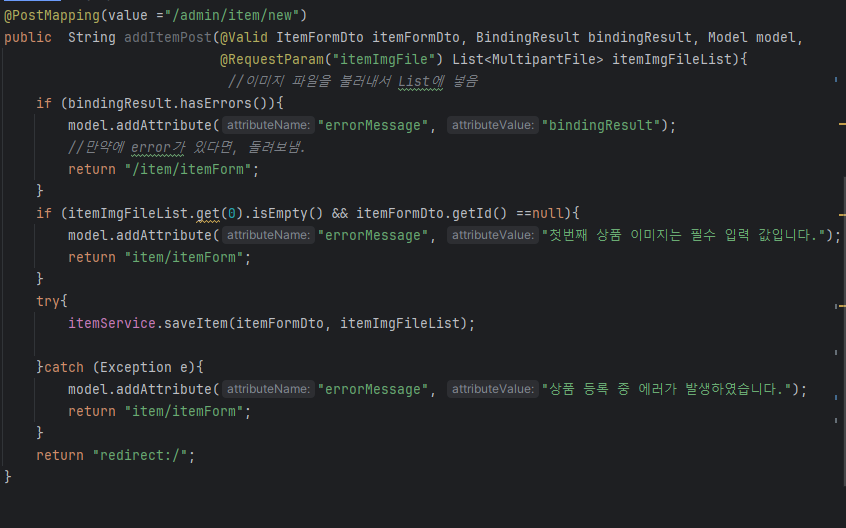 @PostMapping(value ="/admin/item/new")
public  String addItemPost(@Valid ItemFormDto itemFormDto, BindingResult bindingResult, Model model,
@RequestParam("itemImgFile") List<MultipartFile> itemImgFileList){
//이미지 파일을 불러내서 List에 넣음
if (bindingResult.hasErrors()){
model.addAttribute( attributeName: "errorMessage", attributeValue: "bindingResult");
//만약에 error가 있다면, 돌려보냄.
return "/item/itemForm";
}
if (itemImgFileList.get(0).isEmpty() && itemFormDto.getId() ==null){
model.addAttribute( attributeName: "errorMessage", attributeValue: "첫번째 상품 이미지는 필수 입력 값입니다.");
return "item/itemForm";
}
try{
itemService.saveItem(itemFormDto, itemImgFileList);
}catch (Exception e){
model.addAttribute( attributeName: "errorMessage", attributeValue: "상품 등록 중 에러가 발생하였습니다.");
return "item/itemForm";
}
return "redirect:/";
}